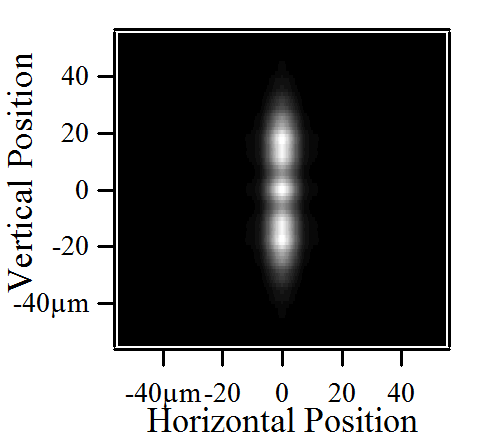 Vertical Position
40
20
0
-20
-40µm
-40µm -20 0 20 40
Horizontal Position